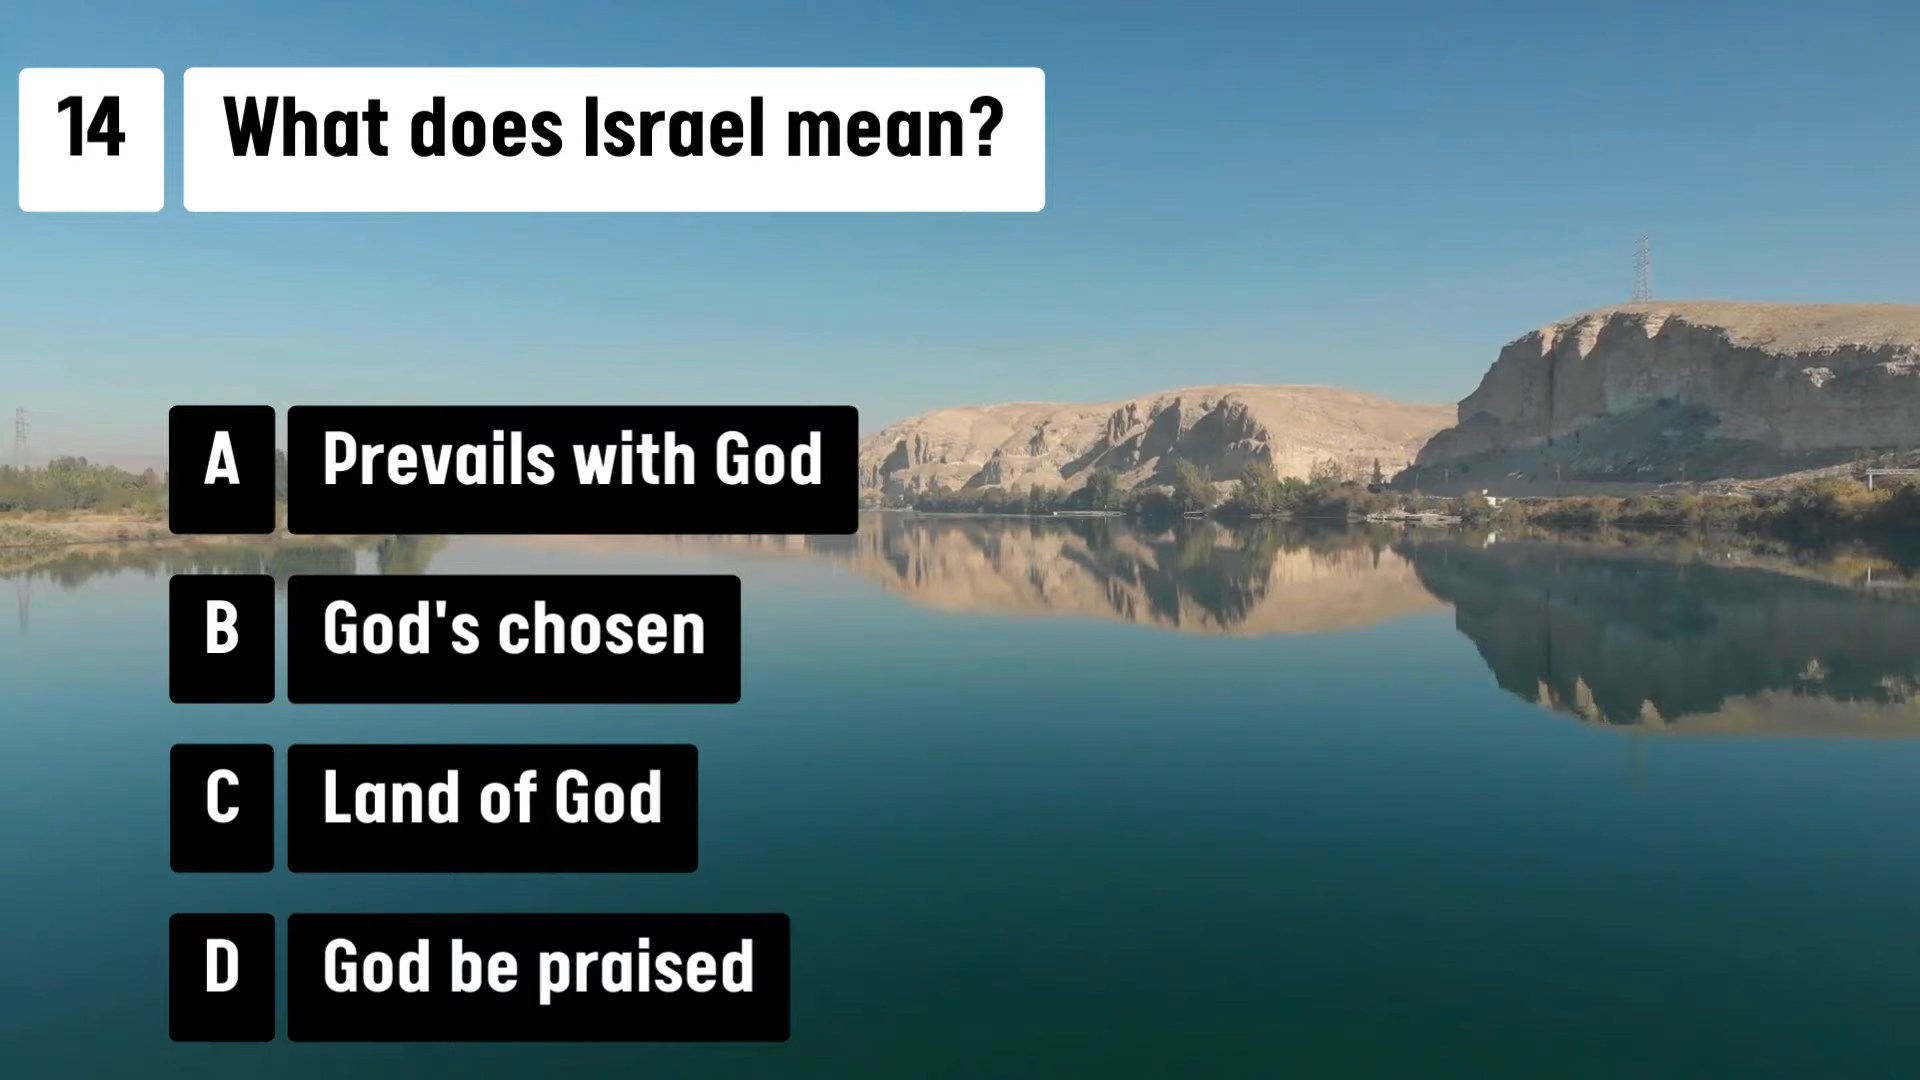 14 What does Israel mean?
A Prevails with God
B God's chosen
C Land of God
D God be praised